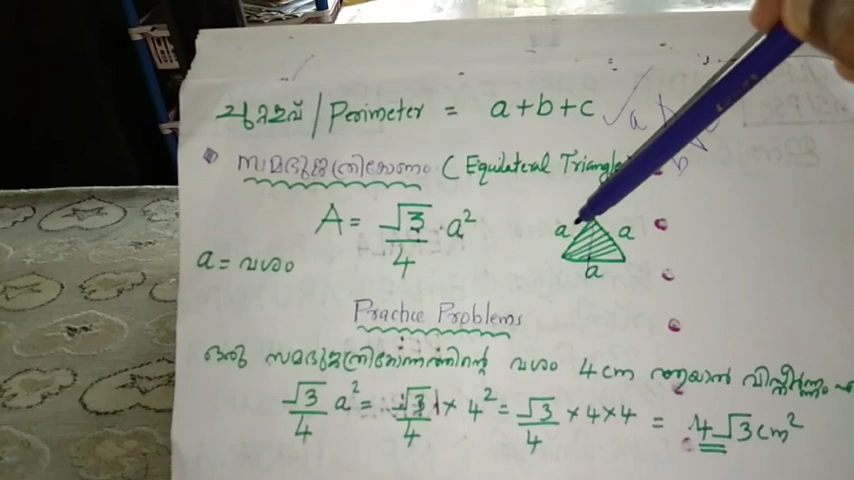 ചുറ്റളവ് / Perimeter = a+b+c ✓ a b
സമഭുജത്രികോണം (Equilateral Triangle
A = √3/4 a²
a a
a
a = വശം
Practice Problems
ഒരു സമഭുജത്രികോണത്തിന്റെ വശം 4 cm ആയാൽ വിസ്തീർണ്ണം
√3/4 a² = √3/4 × 4² = √3/4 × 4 × 4 = 4√3 cm²